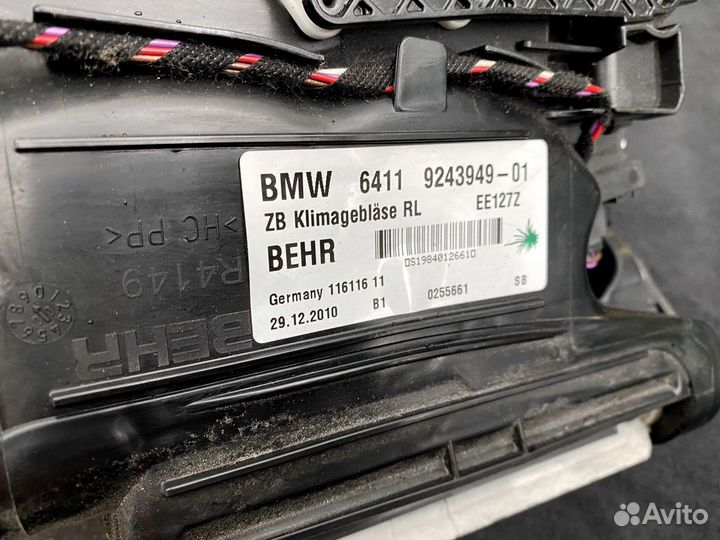 BMW 6411 9243949-01
ZB Klimagebläse RL EE127Z
BEHR
DS1984012661D
Germany 116116 11 B1 0255661 SB
29.12.2010
>HC PP<
R4149
BEHR
Avito